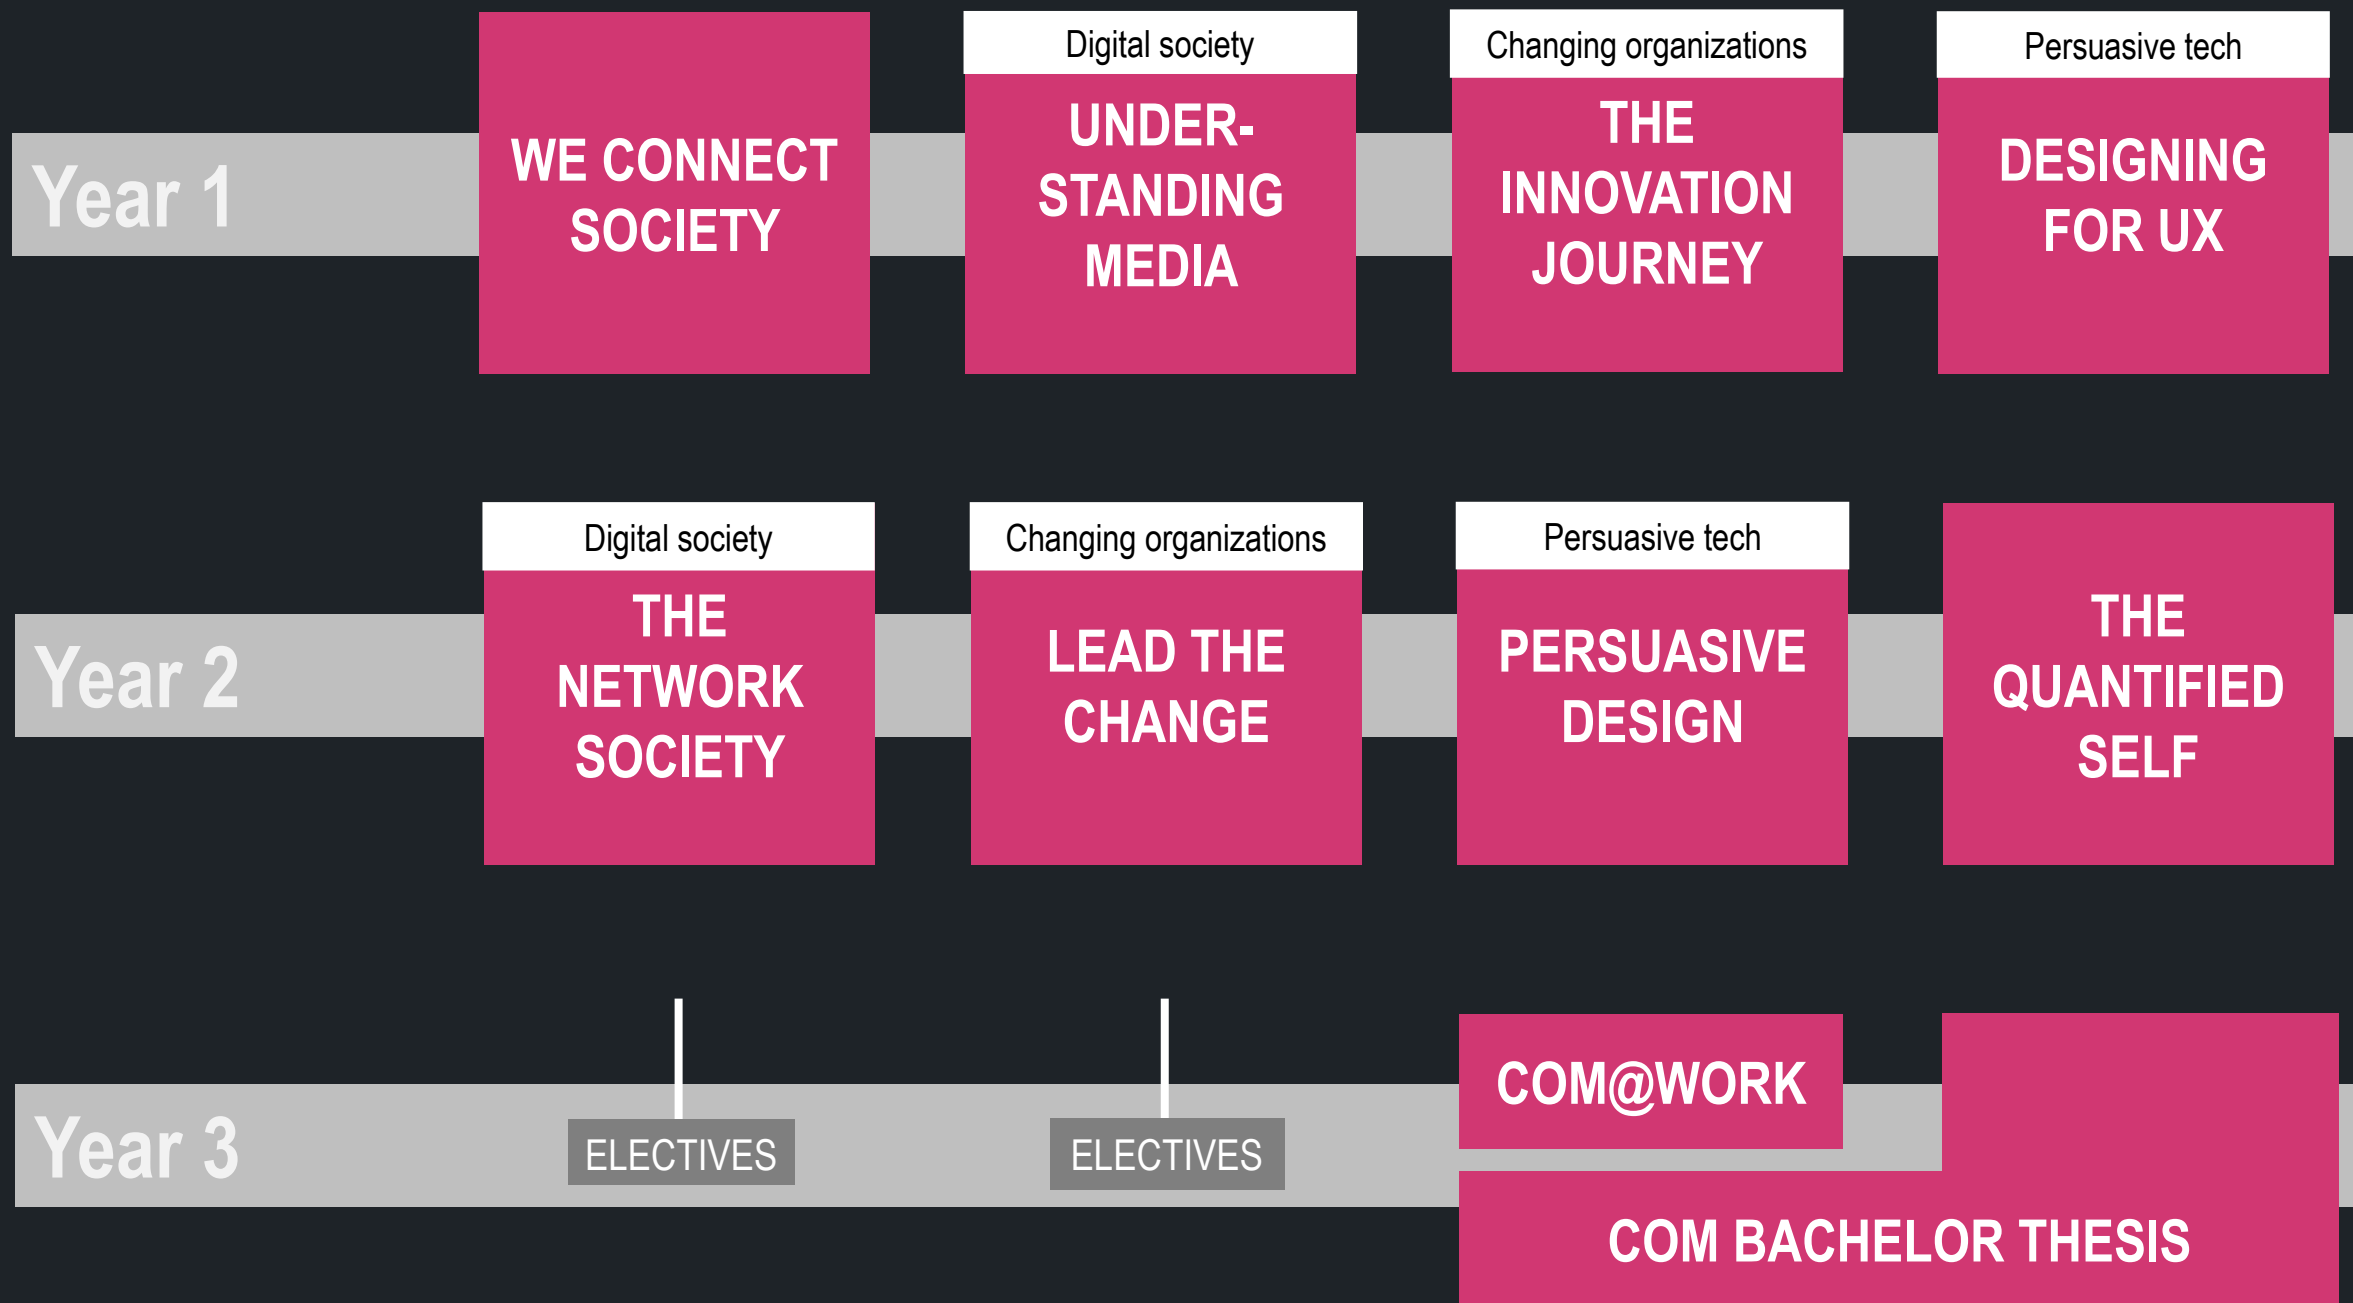 Year 1
WE CONNECT
SOCIETY
Digital society
UNDER-
STANDING
MEDIA
Changing organizations
THE
INNOVATION
JOURNEY
Persuasive tech
DESIGNING
FOR UX
Year 2
Digital society
THE
NETWORK
SOCIETY
Changing organizations
LEAD THE
CHANGE
Persuasive tech
PERSUASIVE
DESIGN
THE
QUANTIFIED
SELF
Year 3
ELECTIVES
ELECTIVES
COM@WORK
COM BACHELOR THESIS